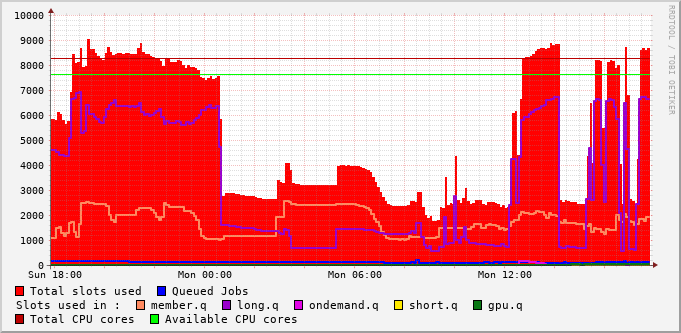 10000
9000
8000
7000
6000
5000
4000
3000
2000
1000
0
Sun 18:00 Mon 00:00 Mon 06:00 Mon 12:00
RRDTOOL / TOBI OETIKER
Total slots used Queued Jobs
Slots used in : member.q long.q ondemand.q short.q gpu.q
Total CPU cores Available CPU cores